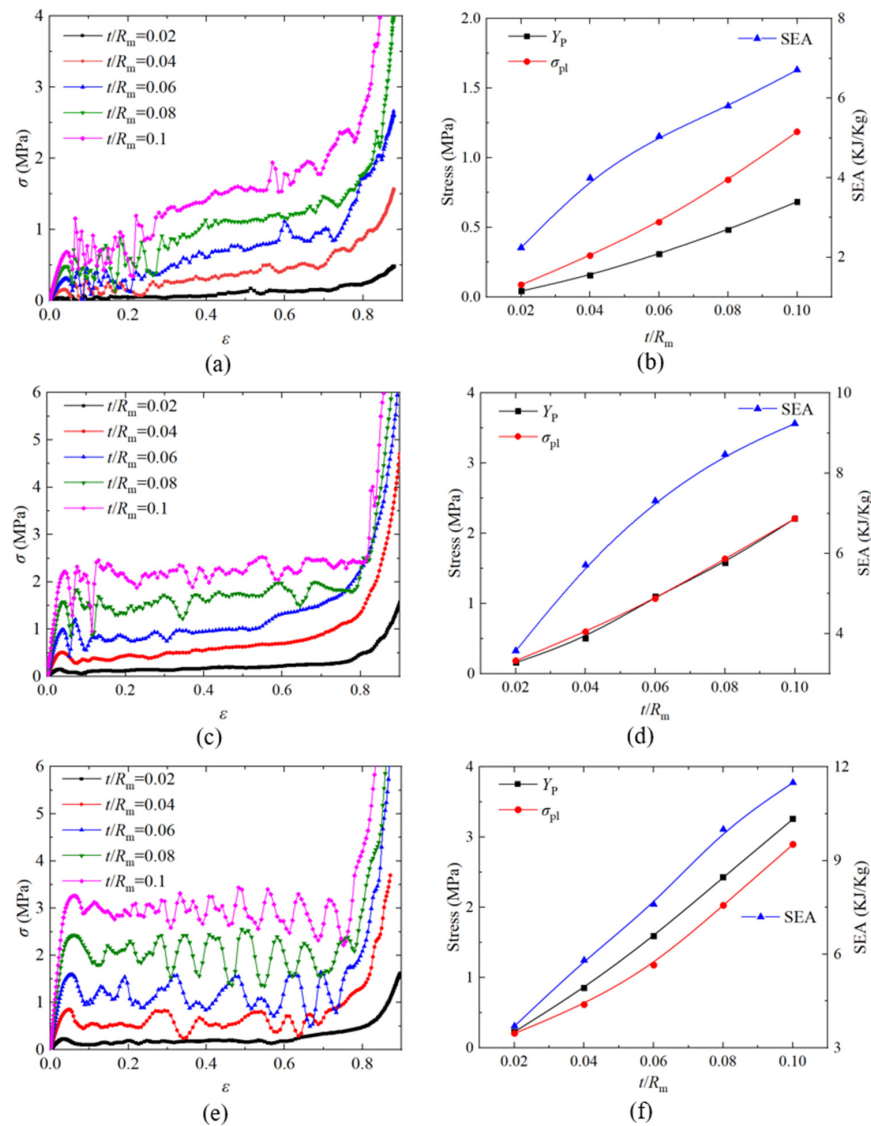 t/Rm=0.02
t/Rm=0.04
t/Rm=0.06
t/Rm=0.08
t/Rm=0.1
4
3
2
1
0
σ (MPa)
0.0 0.2 0.4 0.6 0.8
ε
(a)
YP
σpl
SEA
2.0
1.5
1.0
0.5
0.0
Stress (MPa)
8
6
4
2
SEA (KJ/Kg)
0.02 0.04 0.06 0.08 0.10
t/Rm
(b)
t/Rm=0.02
t/Rm=0.04
t/Rm=0.06
t/Rm=0.08
t/Rm=0.1
6
5
4
3
2
1
0
σ (MPa)
0.0 0.2 0.4 0.6 0.8
ε
(c)
YP
σpl
SEA
4
3
2
1
0
Stress (MPa)
10
8
6
4
SEA (KJ/Kg)
0.02 0.04 0.06 0.08 0.10
t/Rm
(d)
t/Rm=0.02
t/Rm=0.04
t/Rm=0.06
t/Rm=0.08
t/Rm=0.1
6
5
4
3
2
1
0
σ (MPa)
0.0 0.2 0.4 0.6 0.8
ε
(e)
YP
σpl
SEA
4
3
2
1
0
Stress (MPa)
12
9
6
3
SEA (KJ/Kg)
0.02 0.04 0.06 0.08 0.10
t/Rm
(f)